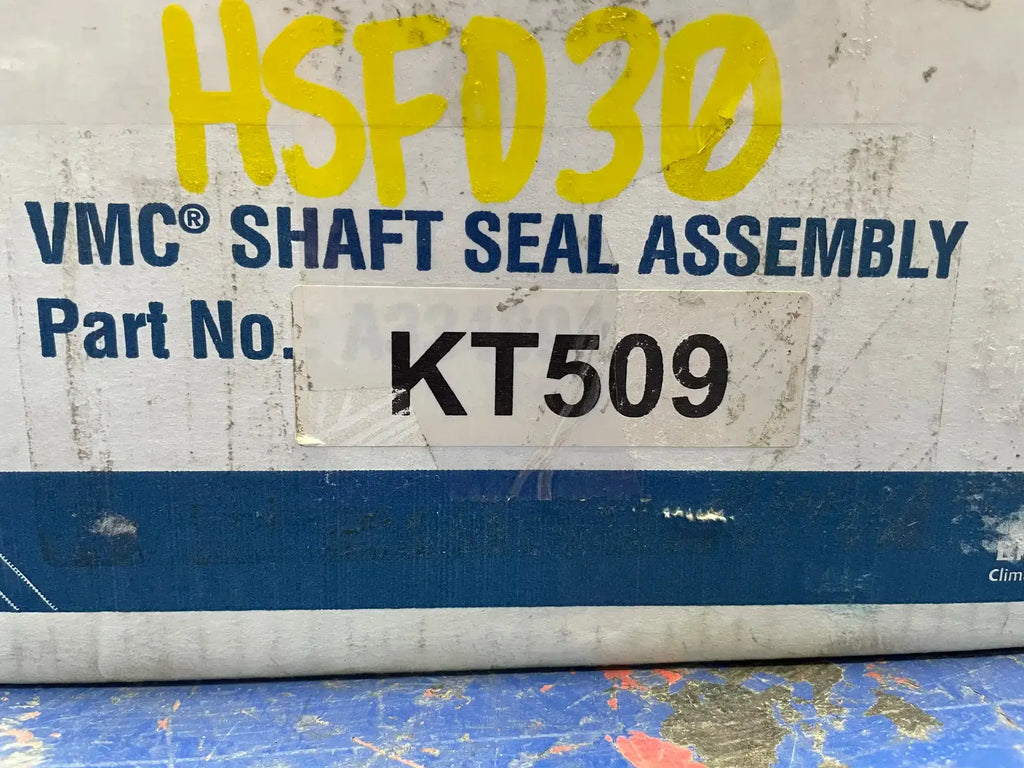 HSFD30
VMC® SHAFT SEAL ASSEMBLY
Part No.
KT509